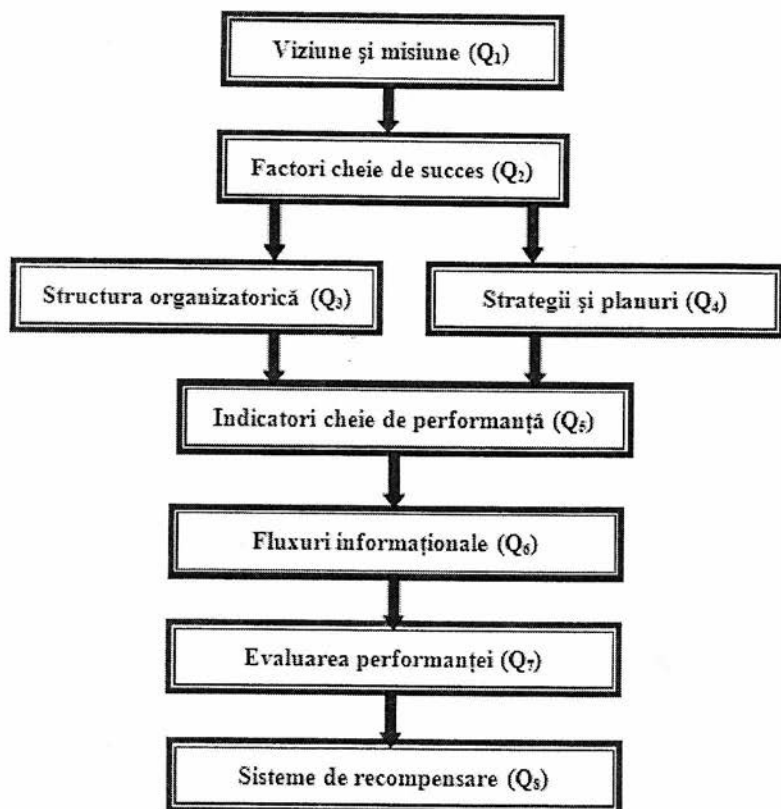 Viziune şi misiune (Q₁)
Factori cheie de succes (Q₂)
Structura organizatorică (Q₃)
Strategii şi planuri (Q₄)
Indicatori cheie de performanţă (Q₅)
Fluxuri informaţionale (Q₆)
Evaluarea performanţei (Q₇)
Sisteme de recompensare (Q₈)